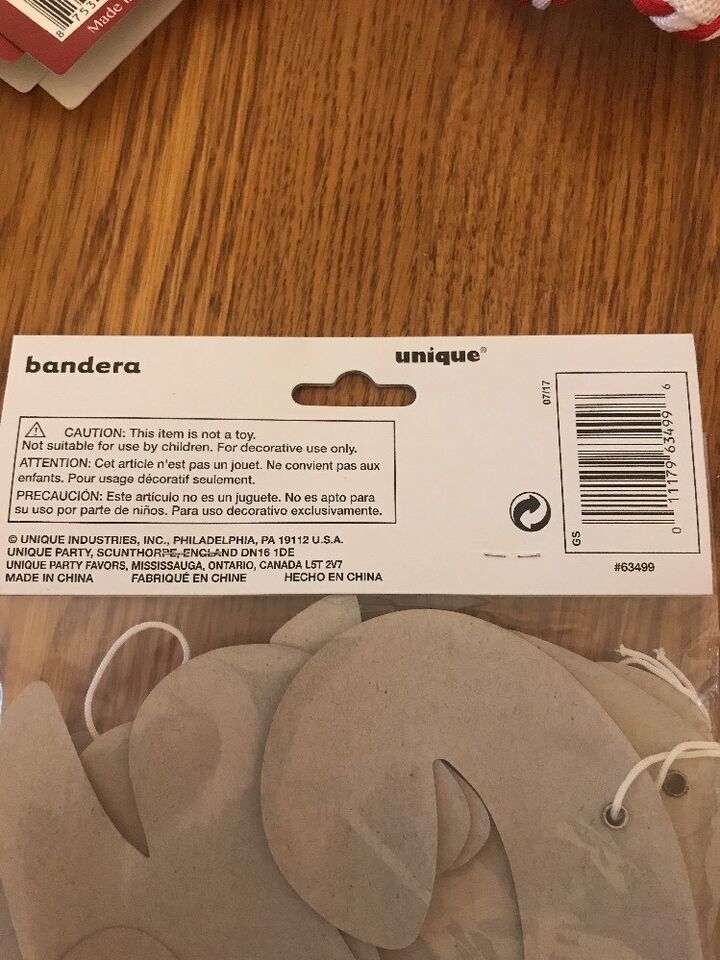 8 753
Made in
bandera
unique®
07/17
CAUTION: This item is not a toy.
Not suitable for use by children. For decorative use only.
ATTENTION: Cet article n'est pas un jouet. Ne convient pas aux
enfants. Pour usage décoratif seulement.
PRECAUCIÓN: Este artículo no es un juguete. No es apto para
su uso por parte de niños. Para uso decorativo exclusivamente.
© UNIQUE INDUSTRIES, INC., PHILADELPHIA, PA 19112 U.S.A.
UNIQUE PARTY, SCUNTHORPE, ENGLAND DN16 1DE
UNIQUE PARTY FAVORS, MISSISSAUGA, ONTARIO, CANADA L5T 2V7
MADE IN CHINA FABRIQUÉ EN CHINE HECHO EN CHINA
GS
0 11179 63499 6
#63499